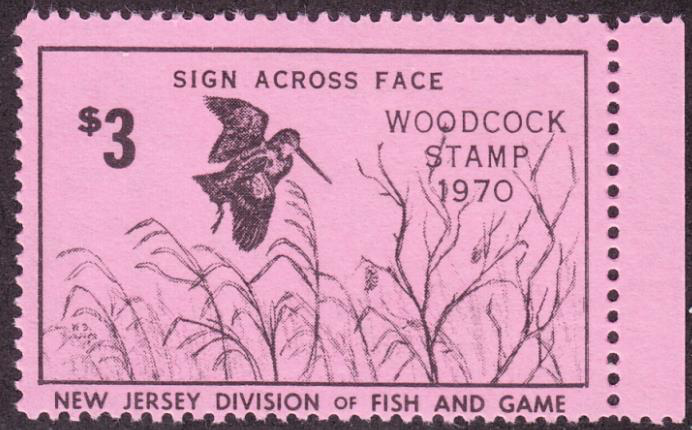 SIGN ACROSS FACE
$3
WOODCOCK
STAMP
1970
NEW JERSEY DIVISION OF FISH AND GAME